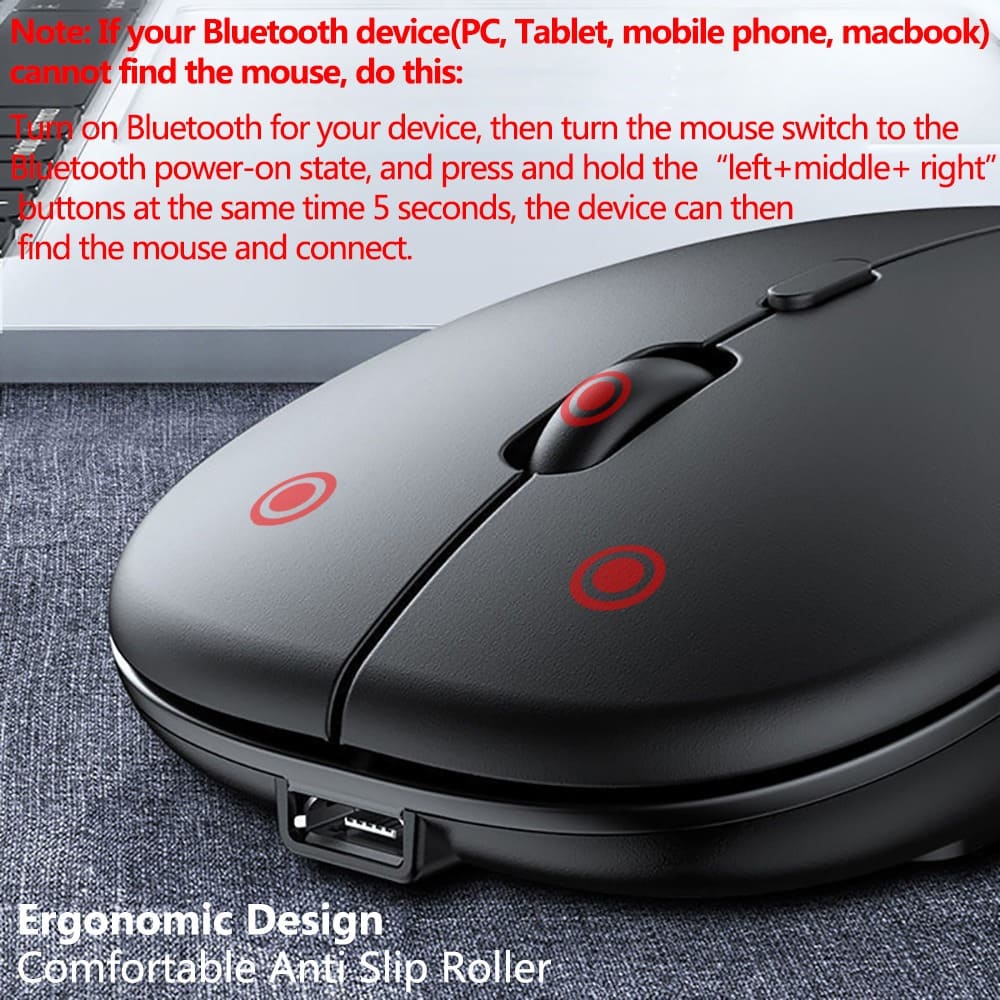 Note: If your Bluetooth device(PC, Tablet, mobile phone, macbook)
cannot find the mouse, do this:
Turn on Bluetooth for your device, then turn the mouse switch to the
Bluetooth power-on state, and press and hold the “left+middle+ right”
buttons at the same time 5 seconds, the device can then
find the mouse and connect.
Ergonomic Design
Comfortable Anti Slip Roller